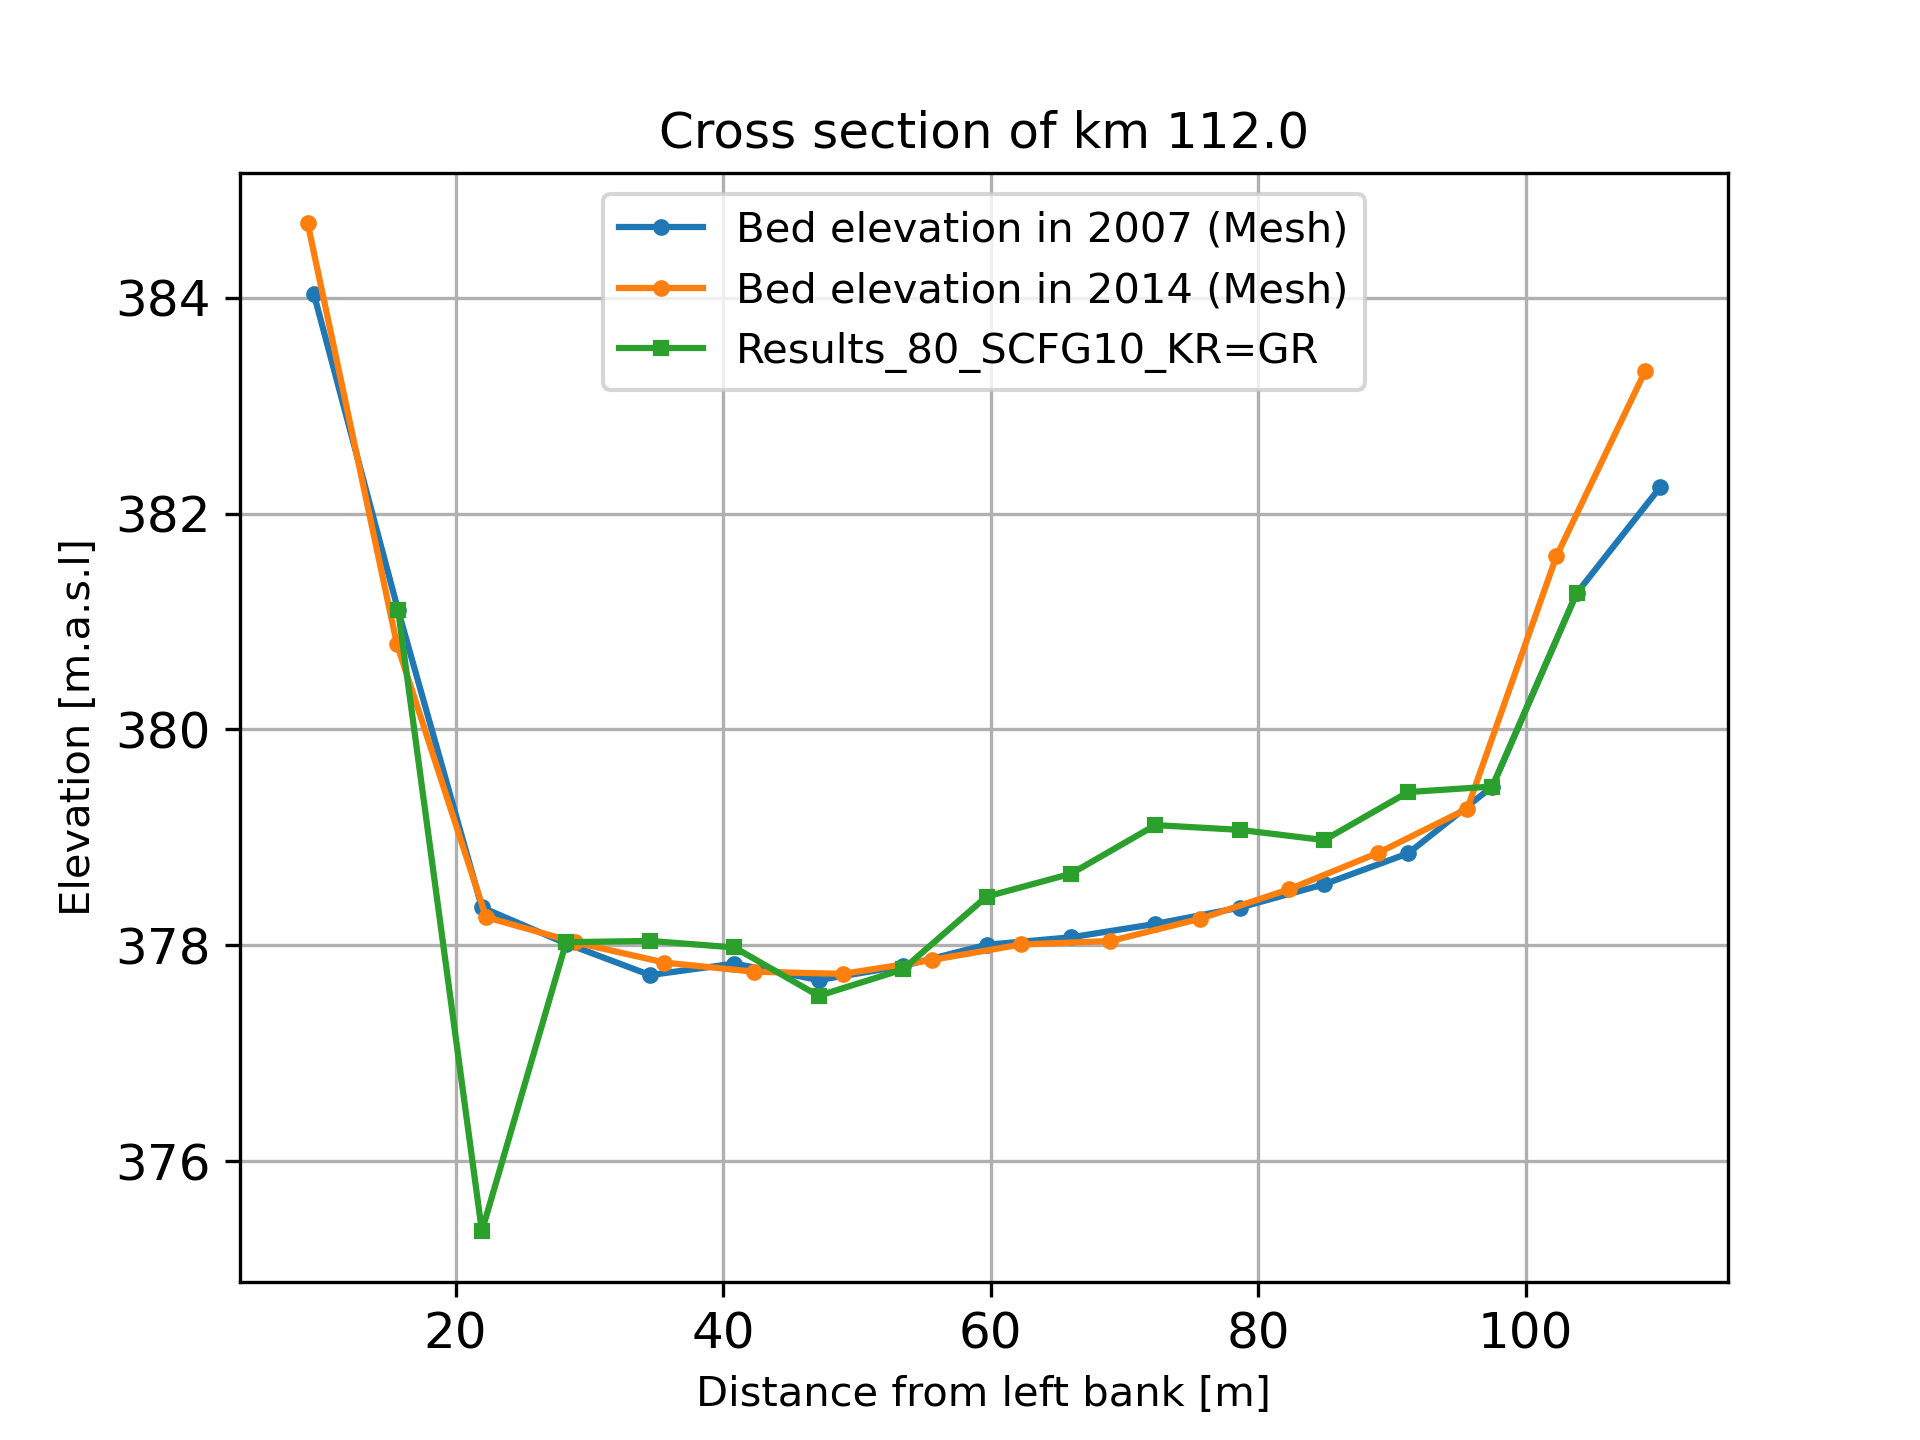 Cross section of km 112.0
Bed elevation in 2007 (Mesh)
Bed elevation in 2014 (Mesh)
Results_80_SCFG10_KR=GR
Elevation [m.a.s.l]
384
382
380
378
376
20 40 60 80 100
Distance from left bank [m]